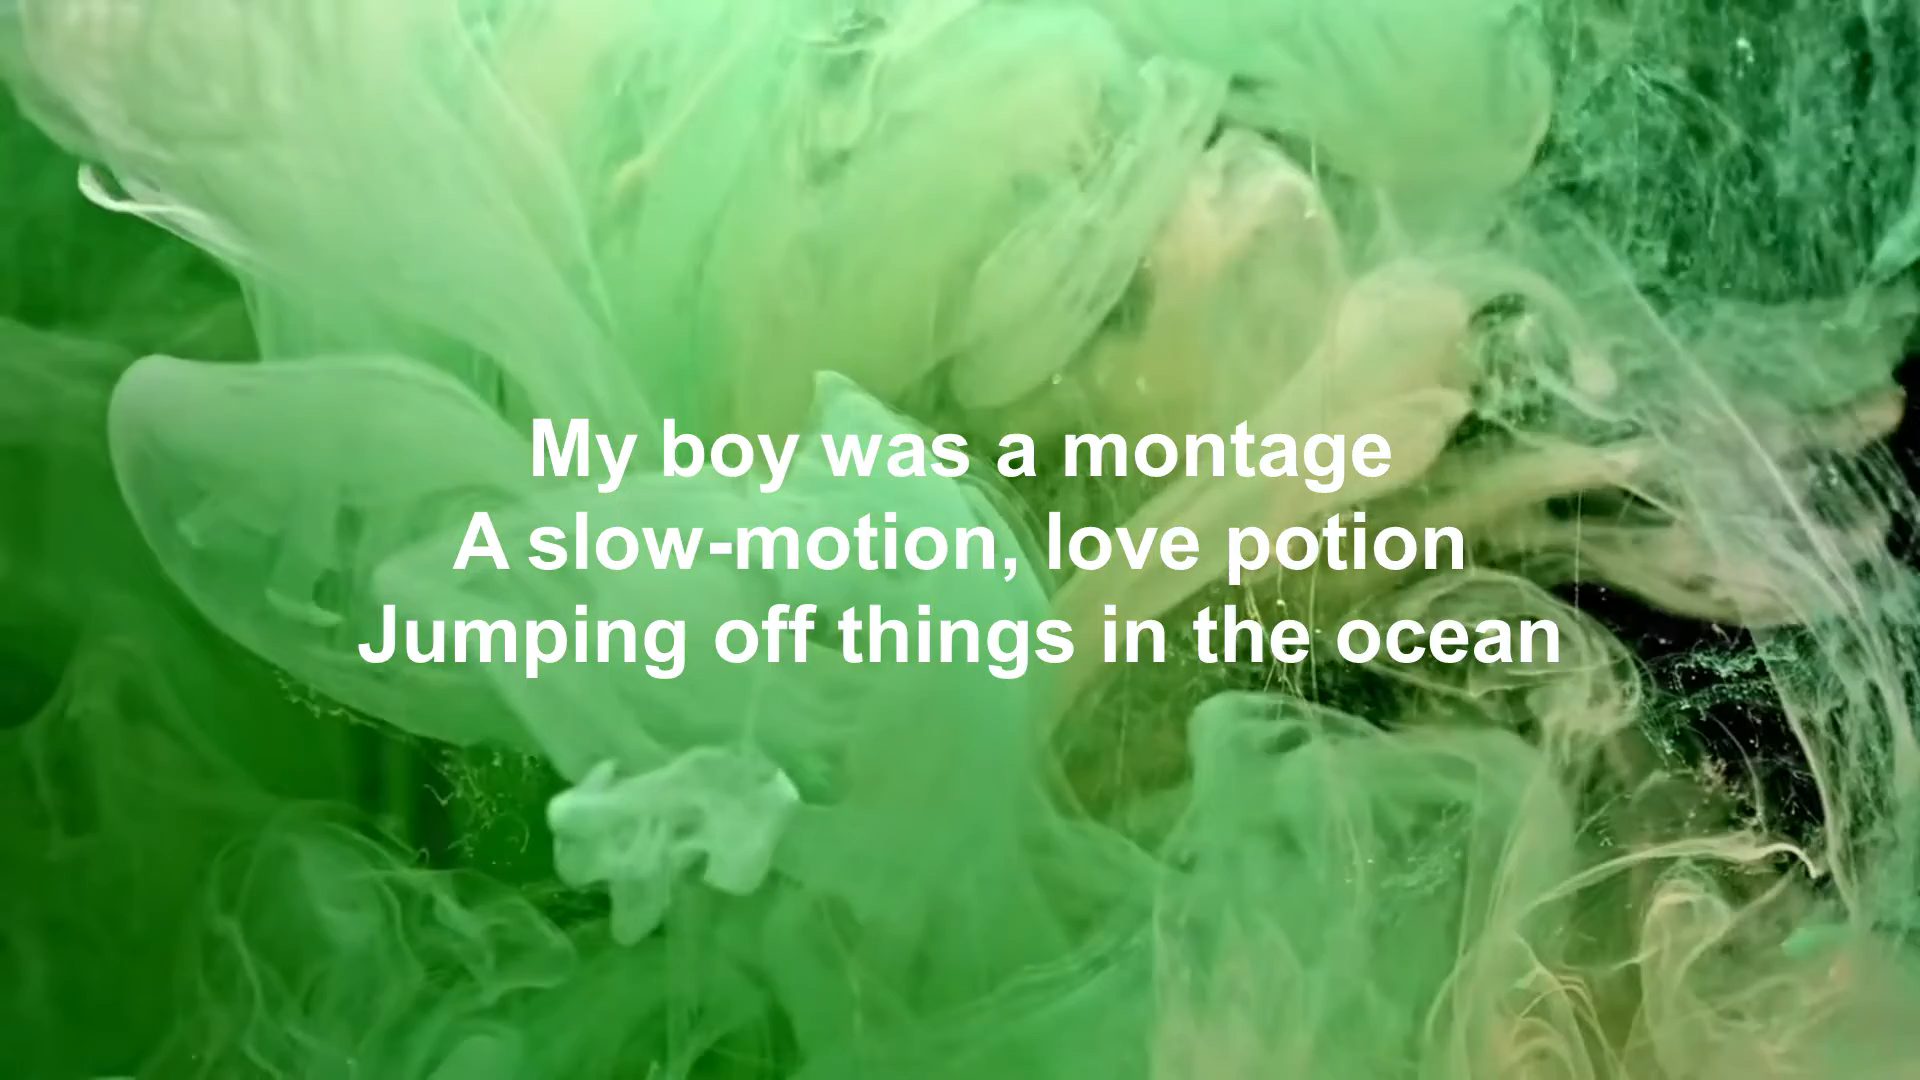 My boy was a montage
A slow-motion, love potion
Jumping off things in the ocean